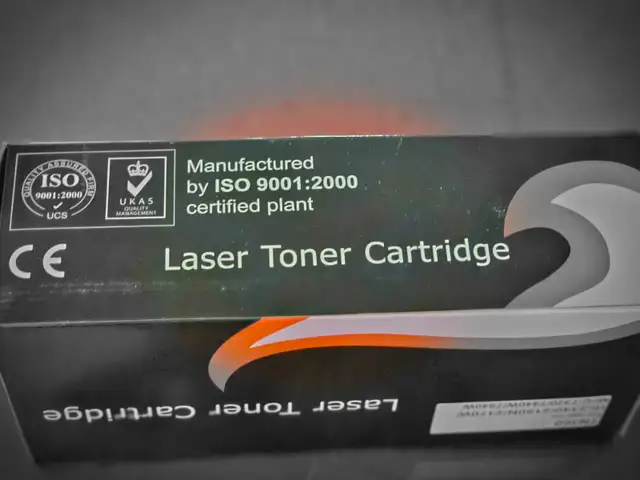 QUALITY ASSURED FIRM
ISO
9001:2000
UCS
UKAS
QUALITY
MANAGEMENT
Manufactured
by ISO 9001:2000
certified plant
CE
Laser Toner Cartridge
Laser Toner Cartridge